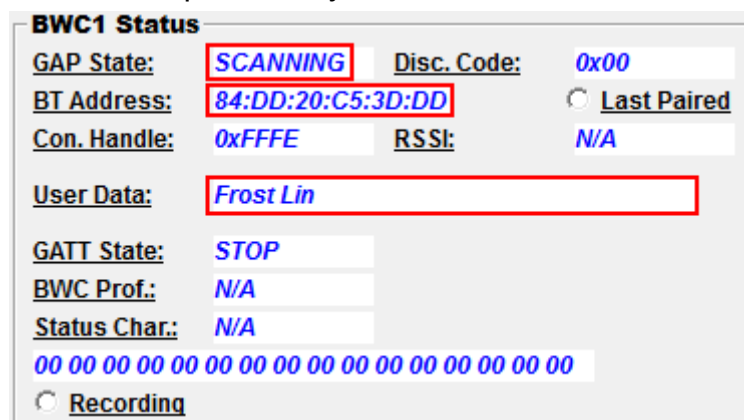 BWC1 Status
GAP State: SCANNING Disc. Code: 0x00
BT Address: 84:DD:20:C5:3D:DD Last Paired
Con. Handle: 0xFFFE RSSI: N/A
User Data: Frost Lin
GATT State: STOP
BWC Prof.: N/A
Status Char.: N/A
00 00 00 00 00 00 00 00 00 00 00 00 00 00 00 00
Recording